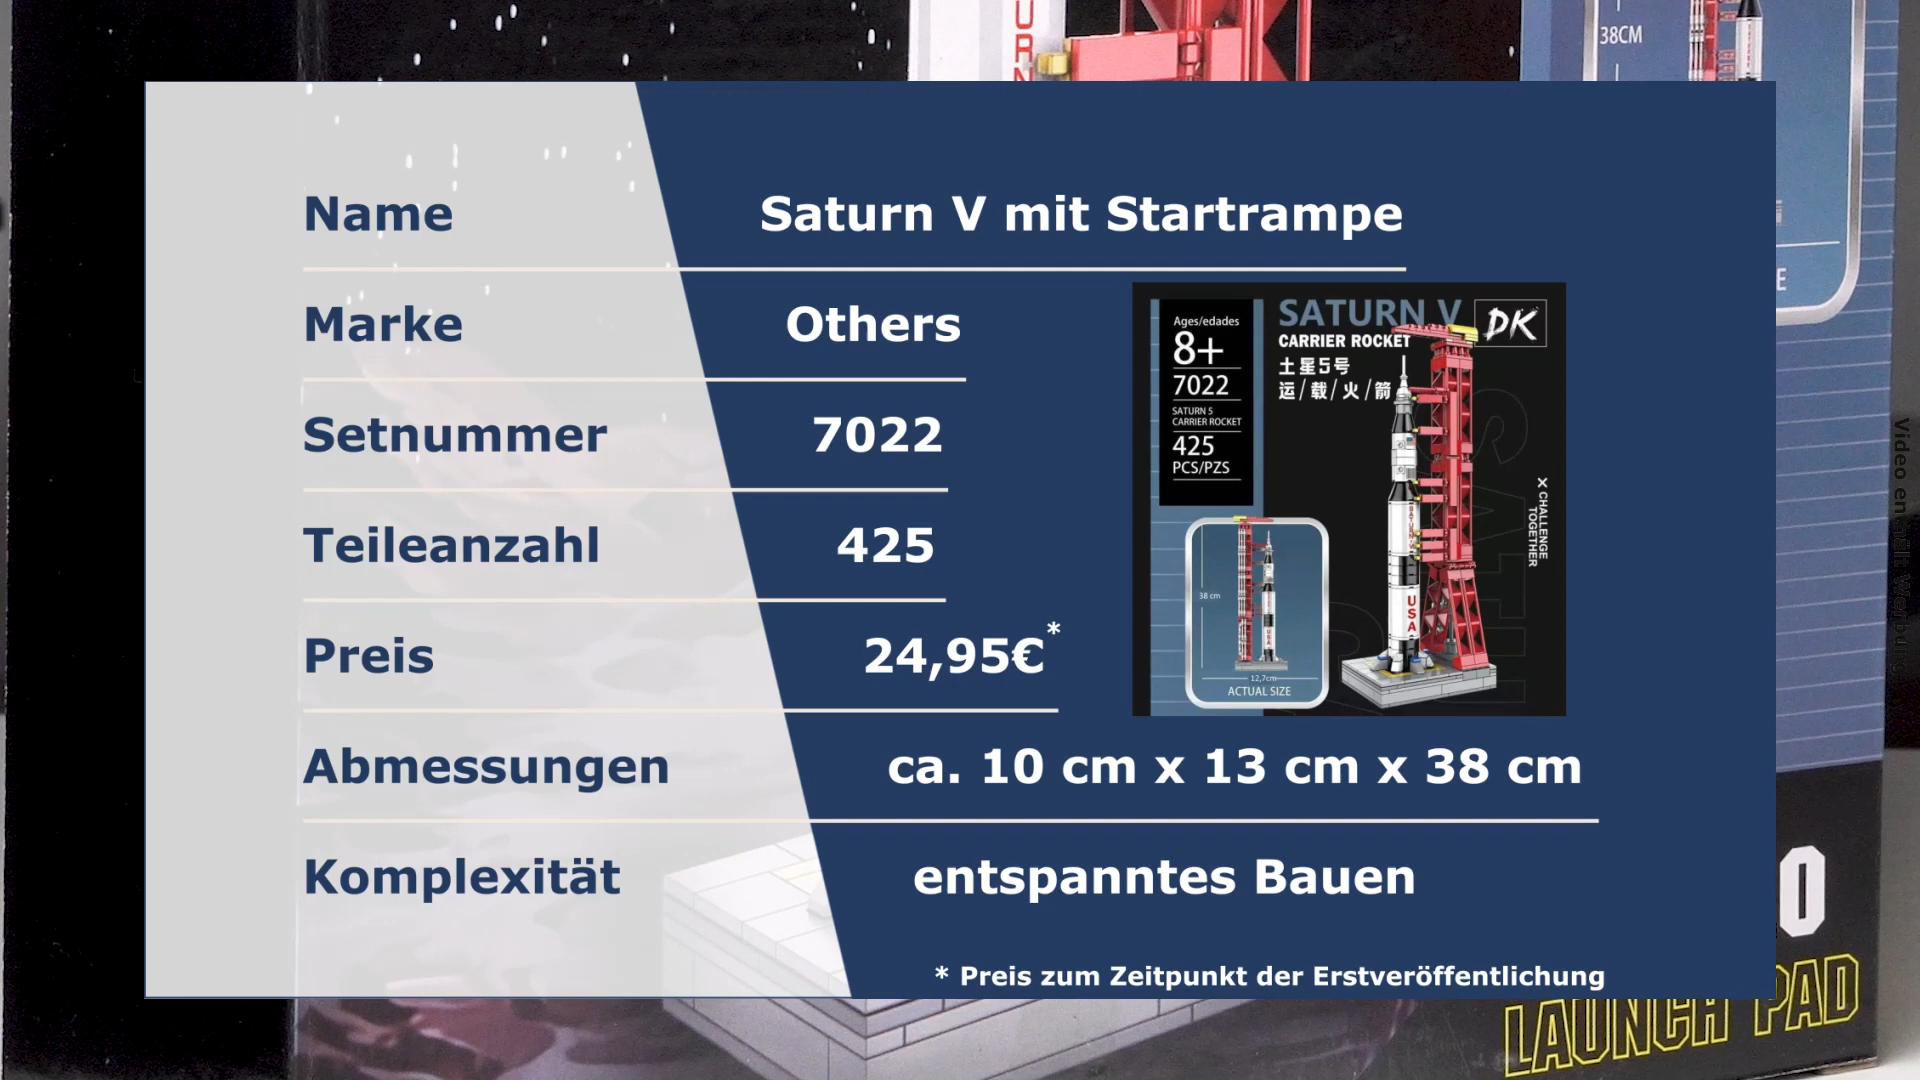 URN
38CM
Name
Saturn V mit Startrampe
Marke
Others
Setnummer
7022
Teileanzahl
425
Preis
24,95€*
Abmessungen
ca. 10 cm x 13 cm x 38 cm
Komplexität
entspanntes Bauen
* Preis zum Zeitpunkt der Erstveröffentlichung
Ages/edades
8+
7022
SATURN 5
CARRIER ROCKET
425
PCS/PZS
SATURN V
CARRIER ROCKET
土星5号
运/载/火/箭
DK
X CHALLENGE
TOGETHER
SATURN
USA
38 cm
12,7cm
ACTUAL SIZE
E
O
LAUNCH PAD